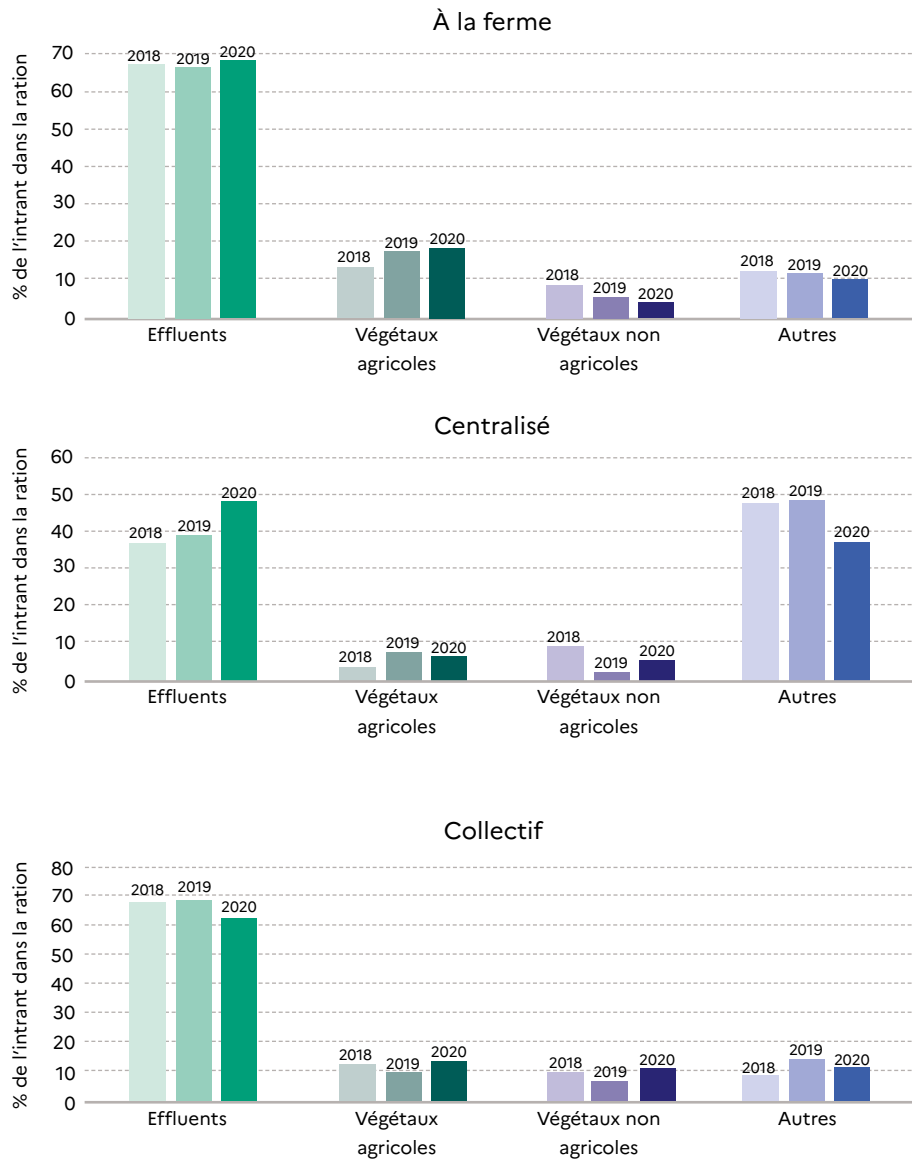 À la ferme
% de l'intrant dans la ration
70
60
50
40
30
20
10
0
2018 2019 2020
2018 2019 2020
2018 2019 2020
2018 2019 2020
Effluents
Végétaux
agricoles
Végétaux non
agricoles
Autres
Centralisé
% de l'intrant dans la ration
60
50
40
30
20
10
0
2018 2019 2020
2018 2019 2020
2018 2019 2020
2018 2019 2020
Effluents
Végétaux
agricoles
Végétaux non
agricoles
Autres
Collectif
% de l'intrant dans la ration
80
70
60
50
40
30
20
10
0
2018 2019 2020
2018 2019 2020
2018 2019 2020
2018 2019 2020
Effluents
Végétaux
agricoles
Végétaux non
agricoles
Autres